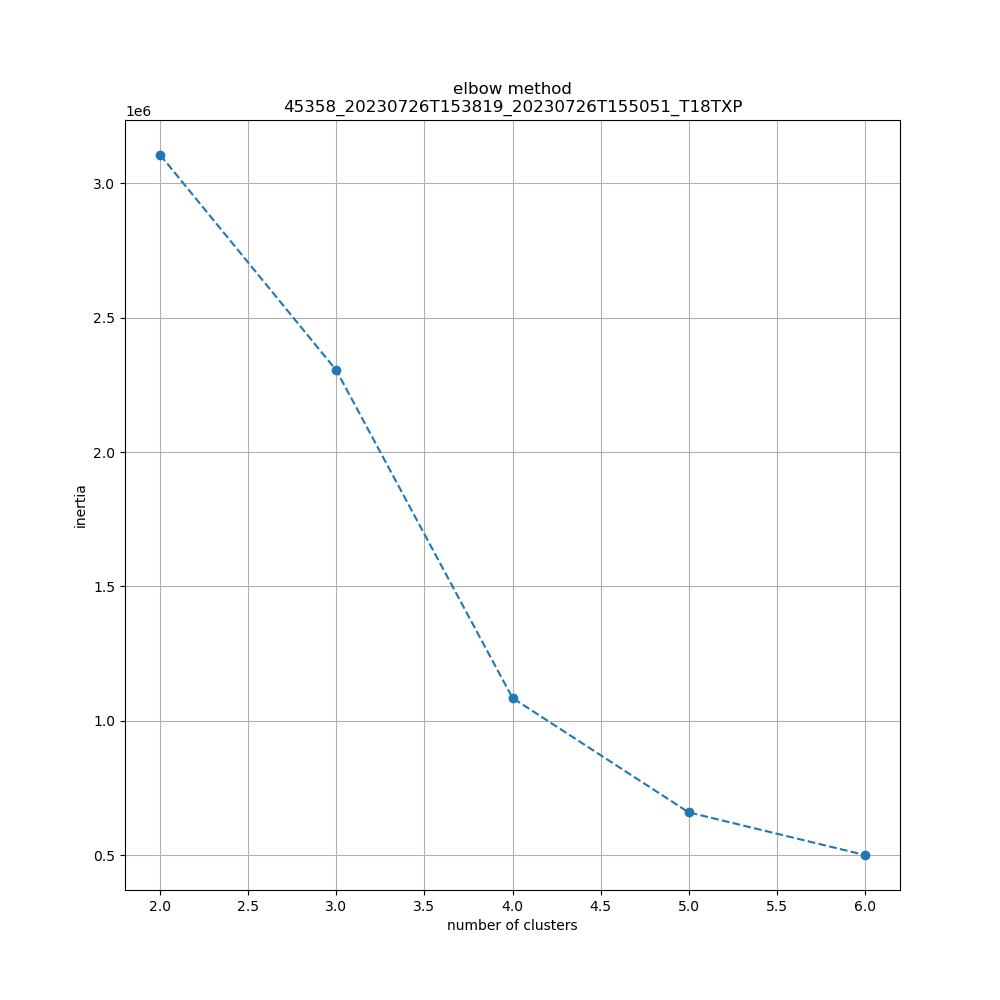 elbow method
45358_20230726T153819_20230726T155051_T18TXP
1e6
3.0
2.5
2.0
1.5
1.0
0.5
inertia
2.0 2.5 3.0 3.5 4.0 4.5 5.0 5.5 6.0
number of clusters